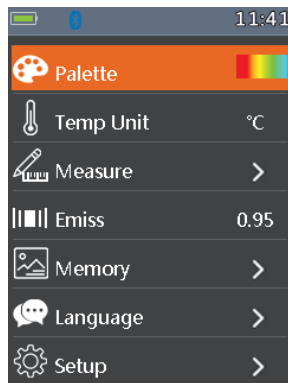 11:41
Palette
Temp Unit °C
Measure
Emiss 0.95
Memory
Language
Setup